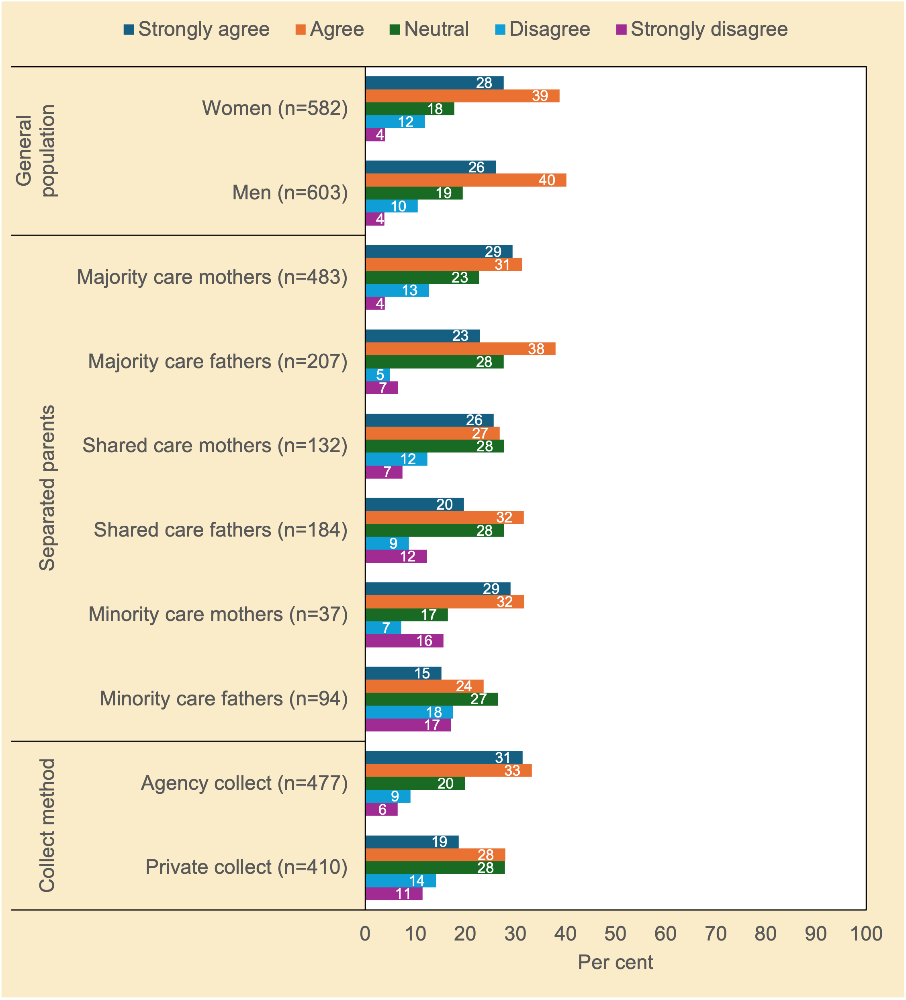 Strongly agree Agree Neutral Disagree Strongly disagree
General
population
Women (n=582)
28
39
18
12
4
Men (n=603)
26
40
19
10
4
Separated parents
Majority care mothers (n=483)
29
31
23
13
4
Majority care fathers (n=207)
23
38
28
5
7
Shared care mothers (n=132)
26
27
28
12
7
Shared care fathers (n=184)
20
32
28
9
12
Minority care mothers (n=37)
29
32
17
7
16
Minority care fathers (n=94)
15
24
27
18
17
Collect method
Agency collect (n=477)
31
33
20
9
6
Private collect (n=410)
19
28
28
14
11
0 10 20 30 40 50 60 70 80 90 100
Per cent